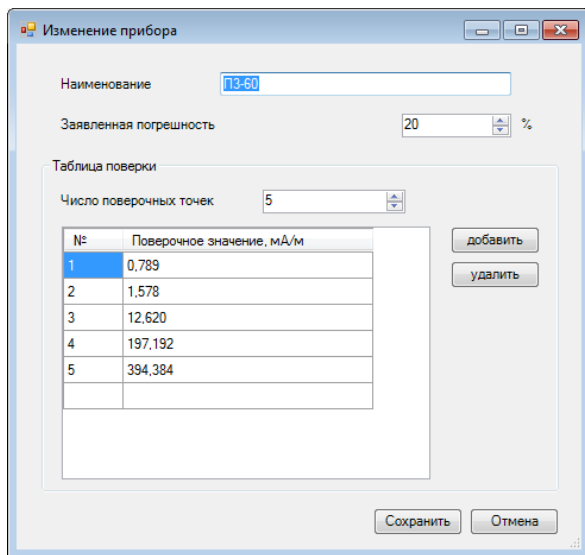 Изменение прибора
Наименование П3-60
Заявленная погрешность 20 %
Таблица поверки
Число поверочных точек 5
№ Поверочное значение, мА/м
1 0,789
2 1,578
3 12,620
4 197,192
5 394,384
добавить
удалить
Сохранить Отмена